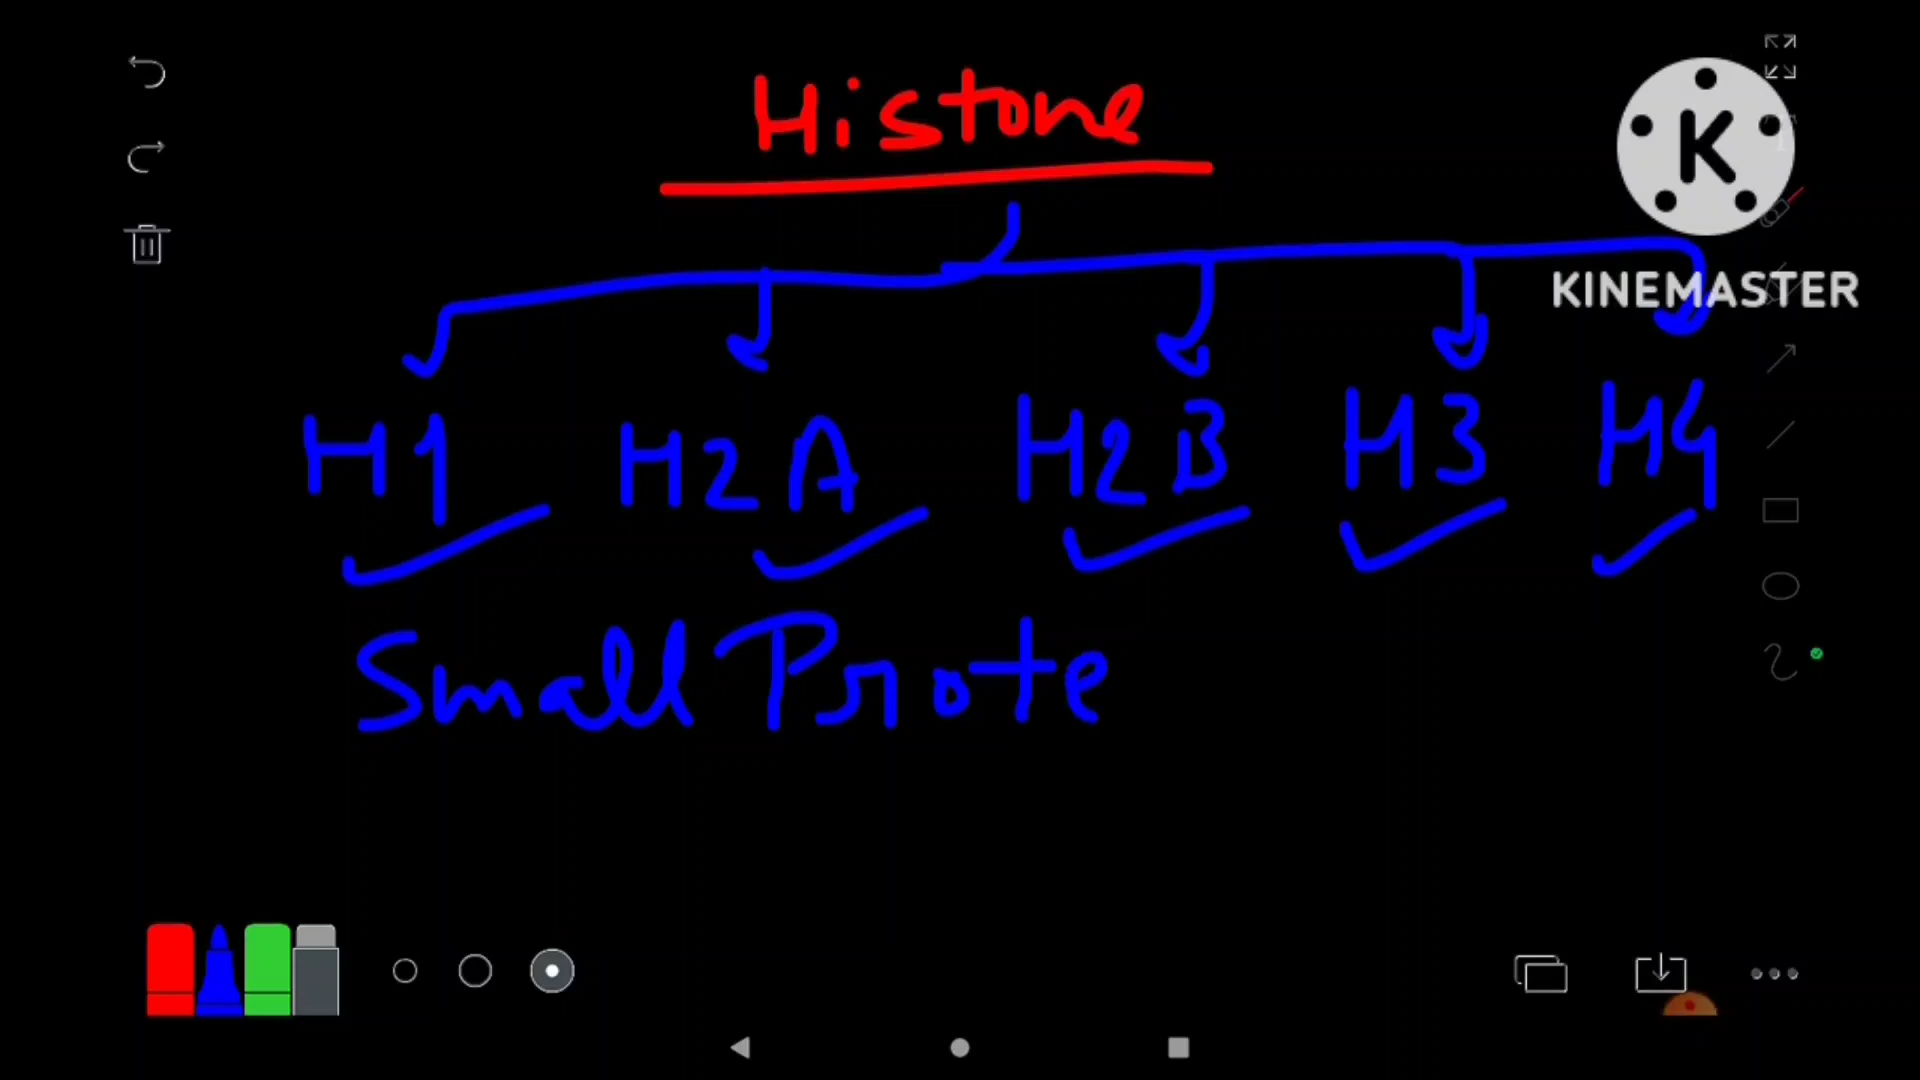 Histone
K
KINEMASTER
H1 H2A H2B H3 H4
Small Prote